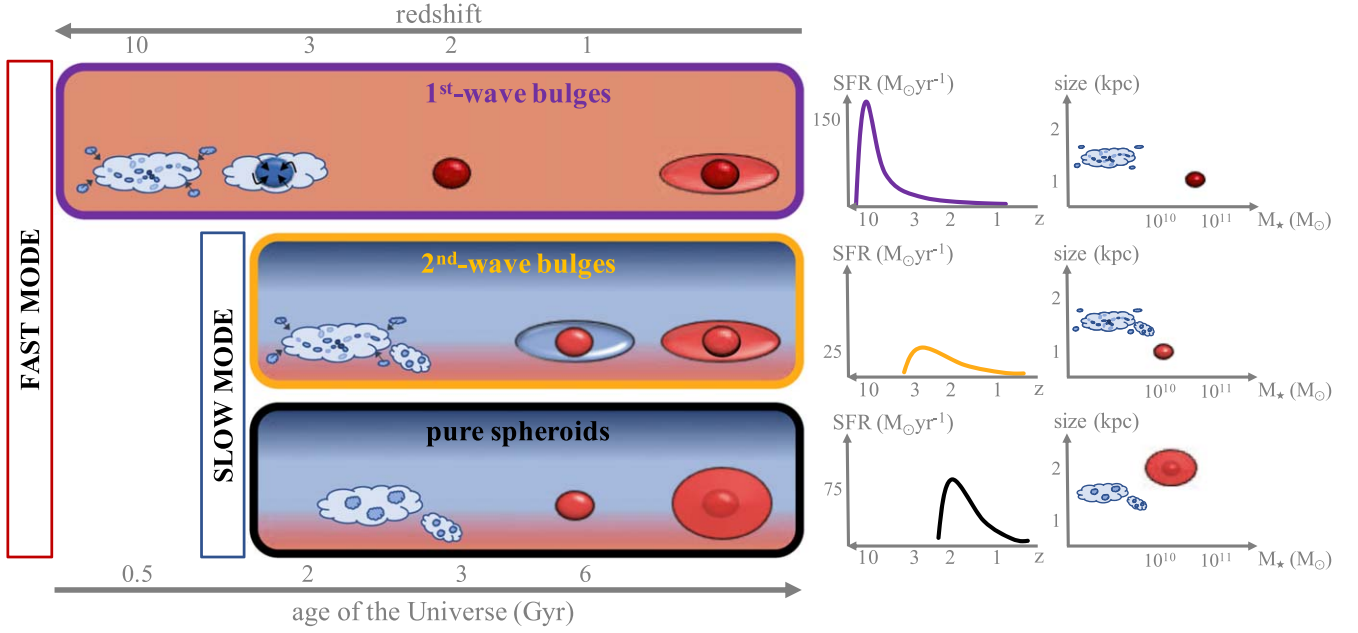 redshift
10 3 2 1
FAST MODE
1st-wave bulges
SFR (M⊙yr-1)
150
10 3 2 1 z
size (kpc)
2
1
10¹⁰ 10¹¹ M★ (M⊙)
SLOW MODE
2nd-wave bulges
SFR (M⊙yr-1)
25
10 3 2 1 z
size (kpc)
2
1
10¹⁰ 10¹¹ M★ (M⊙)
pure spheroids
SFR (M⊙yr-1)
75
10 3 2 1 z
size (kpc)
2
1
10¹⁰ 10¹¹ M★ (M⊙)
0.5 2 3 6
age of the Universe (Gyr)